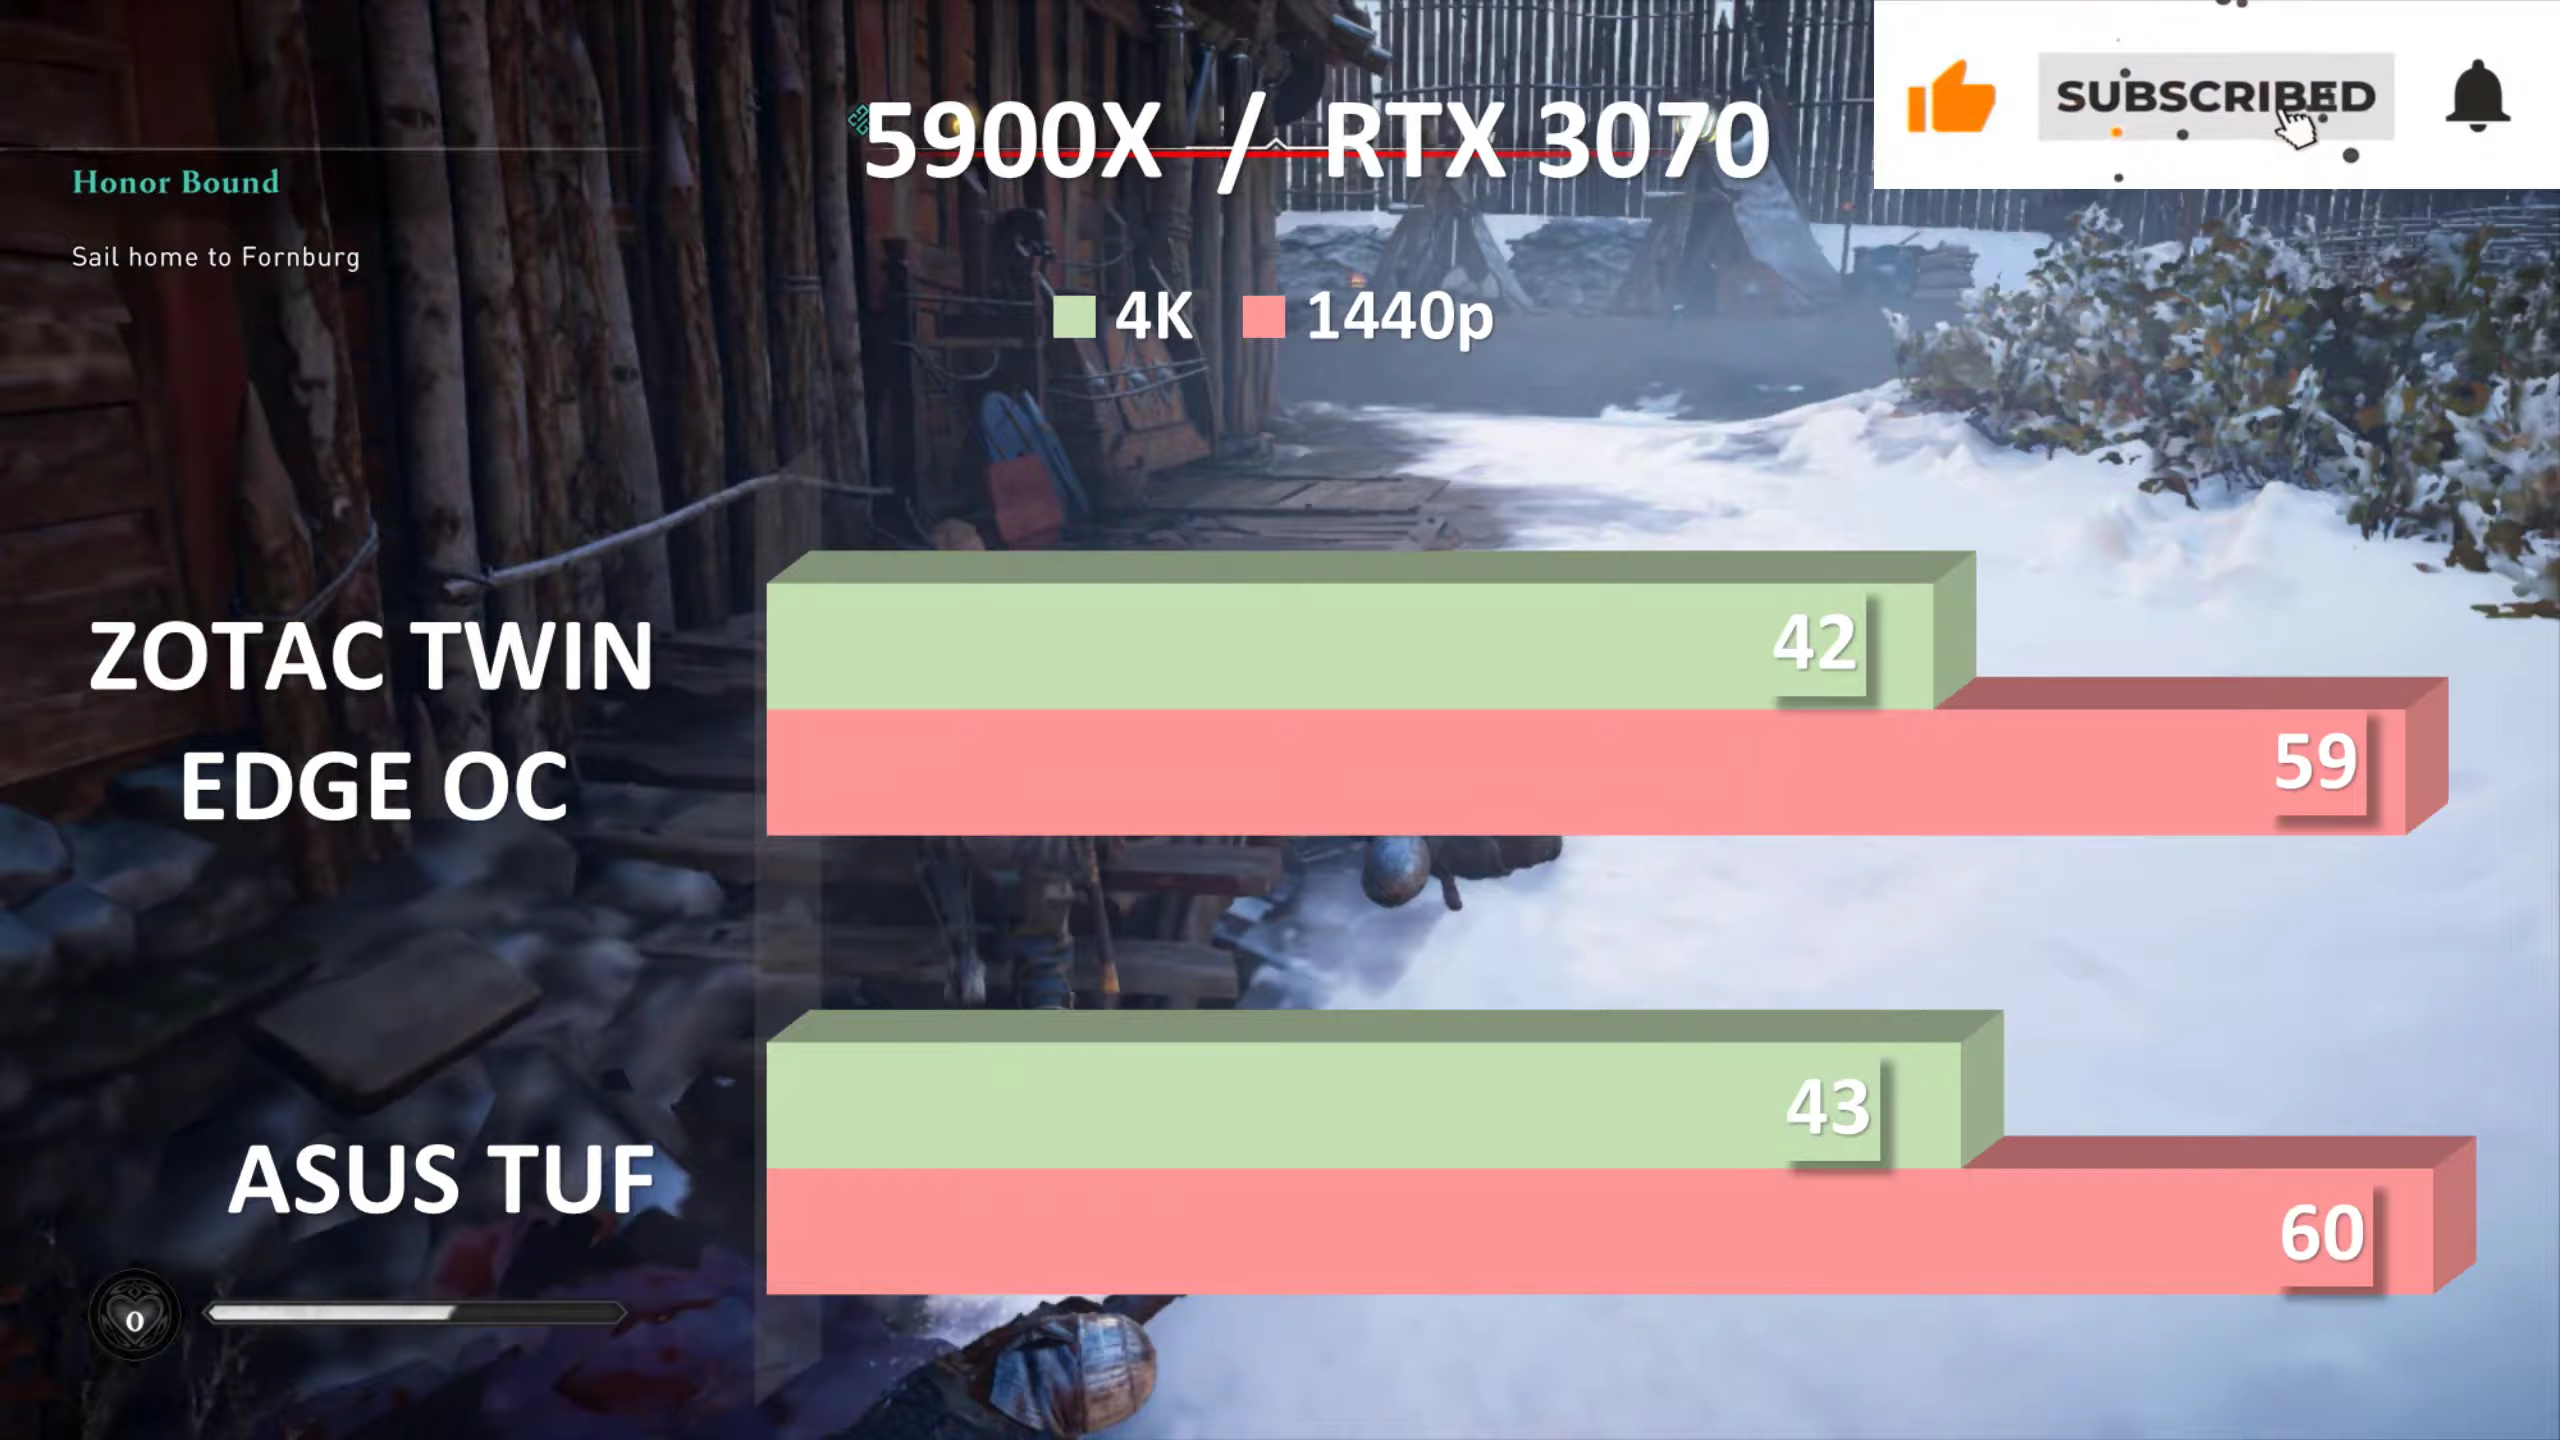 5900X / RTX 3070
SUBSCRIBED
Honor Bound
Sail home to Fornburg
4K 1440p
ZOTAC TWIN
EDGE OC
42
59
ASUS TUF
43
60
0